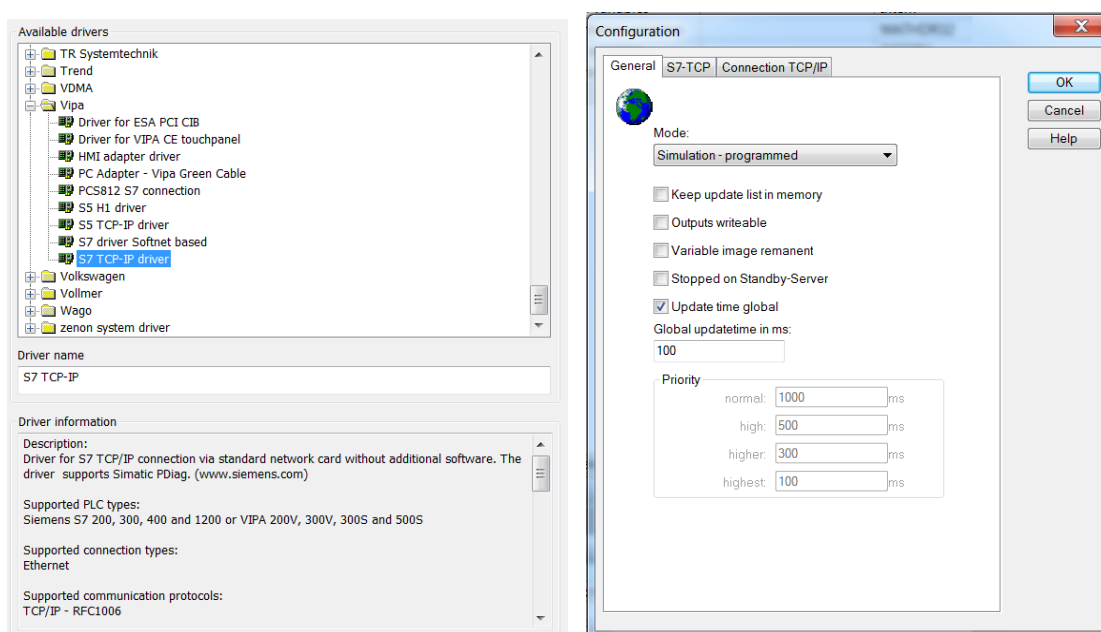 Available drivers
TR Systemtechnik
Trend
VDMA
Vipa
Driver for ESA PCI CIB
Driver for VIPA CE touchpanel
HMI adapter driver
PC Adapter - Vipa Green Cable
PCS812 S7 connection
S5 H1 driver
S5 TCP-IP driver
S7 driver Softnet based
S7 TCP-IP driver
Volkswagen
Vollmer
Wago
zenon system driver
Driver name
S7 TCP-IP
Driver information
Description:
Driver for S7 TCP/IP connection via standard network card without additional software. The
driver supports Simatic PDiag. (www.siemens.com)
Supported PLC types:
Siemens S7 200, 300, 400 and 1200 or VIPA 200V, 300V, 300S and 500S
Supported connection types:
Ethernet
Supported communication protocols:
TCP/IP - RFC1006
Configuration
General S7-TCP Connection TCP/IP
OK
Cancel
Help
Mode:
Simulation - programmed
Keep update list in memory
Outputs writeable
Variable image remanent
Stopped on Standby-Server
Update time global
Global updatetime in ms:
100
Priority
normal: 1000 ms
high: 500 ms
higher: 300 ms
highest: 100 ms